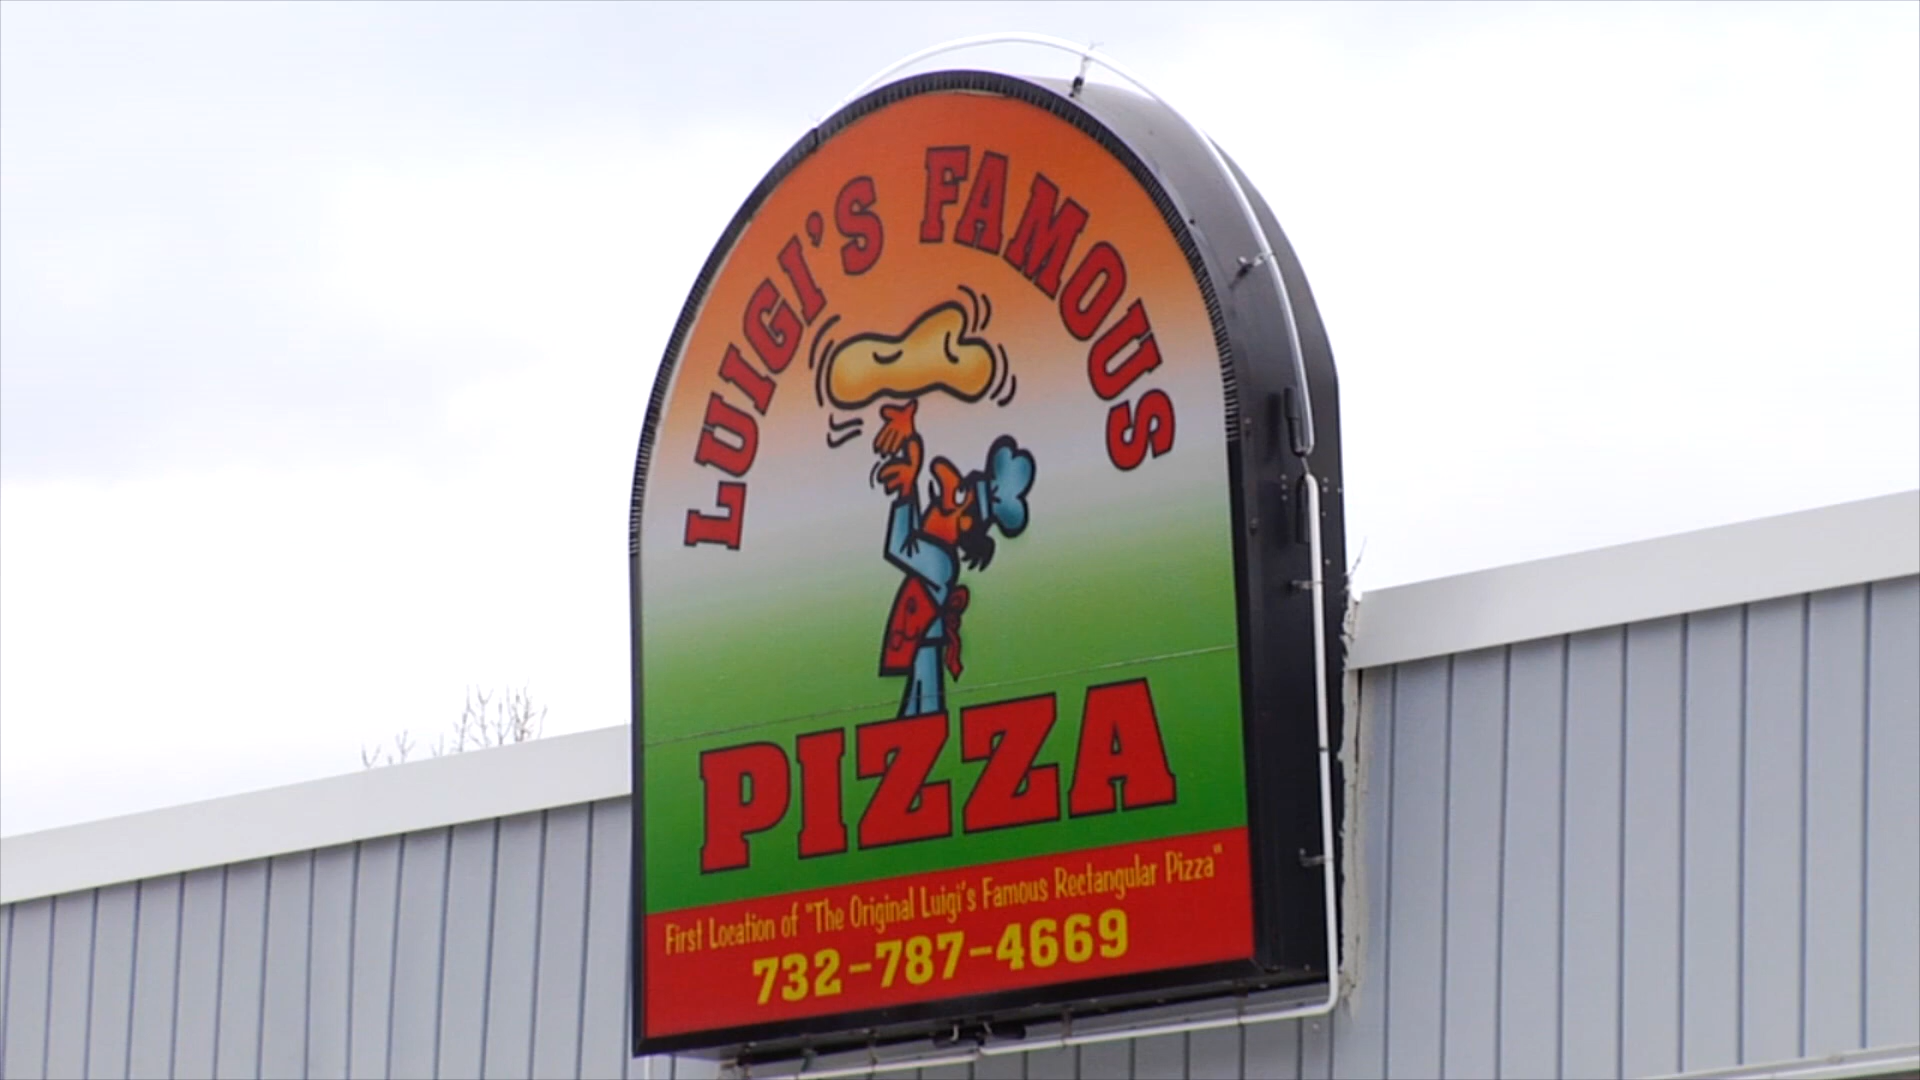 LUIGI'S FAMOUS
PIZZA
First Location of "The Original Luigi's Famous Rectangular Pizza"
732-787-4669